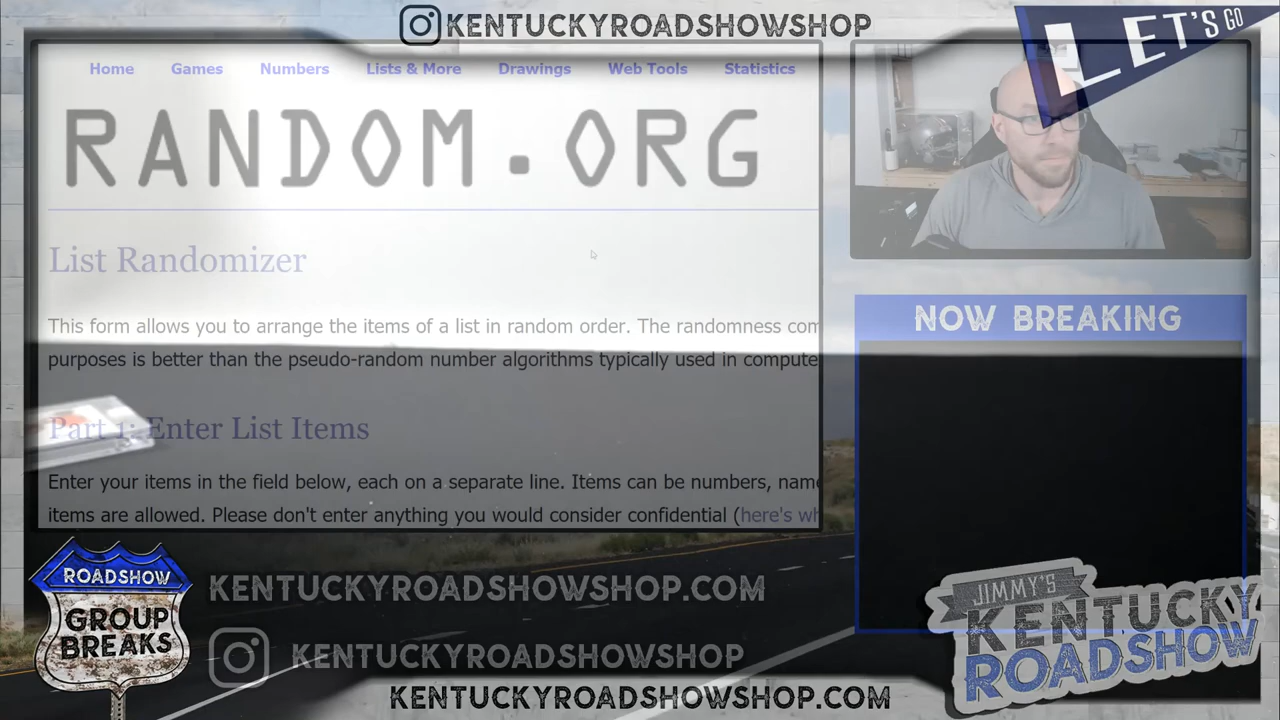 KENTUCKYROADSHOWSHOP
LET'S GO
Home Games Numbers Lists & More Drawings Web Tools Statistics
RANDOM.ORG
List Randomizer
This form allows you to arrange the items of a list in random order. The randomness com
purposes is better than the pseudo-random number algorithms typically used in compute
Part 1: Enter List Items
Enter your items in the field below, each on a separate line. Items can be numbers, name
items are allowed. Please don't enter anything you would consider confidential (here's wh
NOW BREAKING
ROADSHOW
GROUP
BREAKS
KENTUCKYROADSHOWSHOP.COM
KENTUCKYROADSHOWSHOP
JIMMY'S
KENTUCKY
ROADSHOW
KENTUCKYROADSHOWSHOP.COM